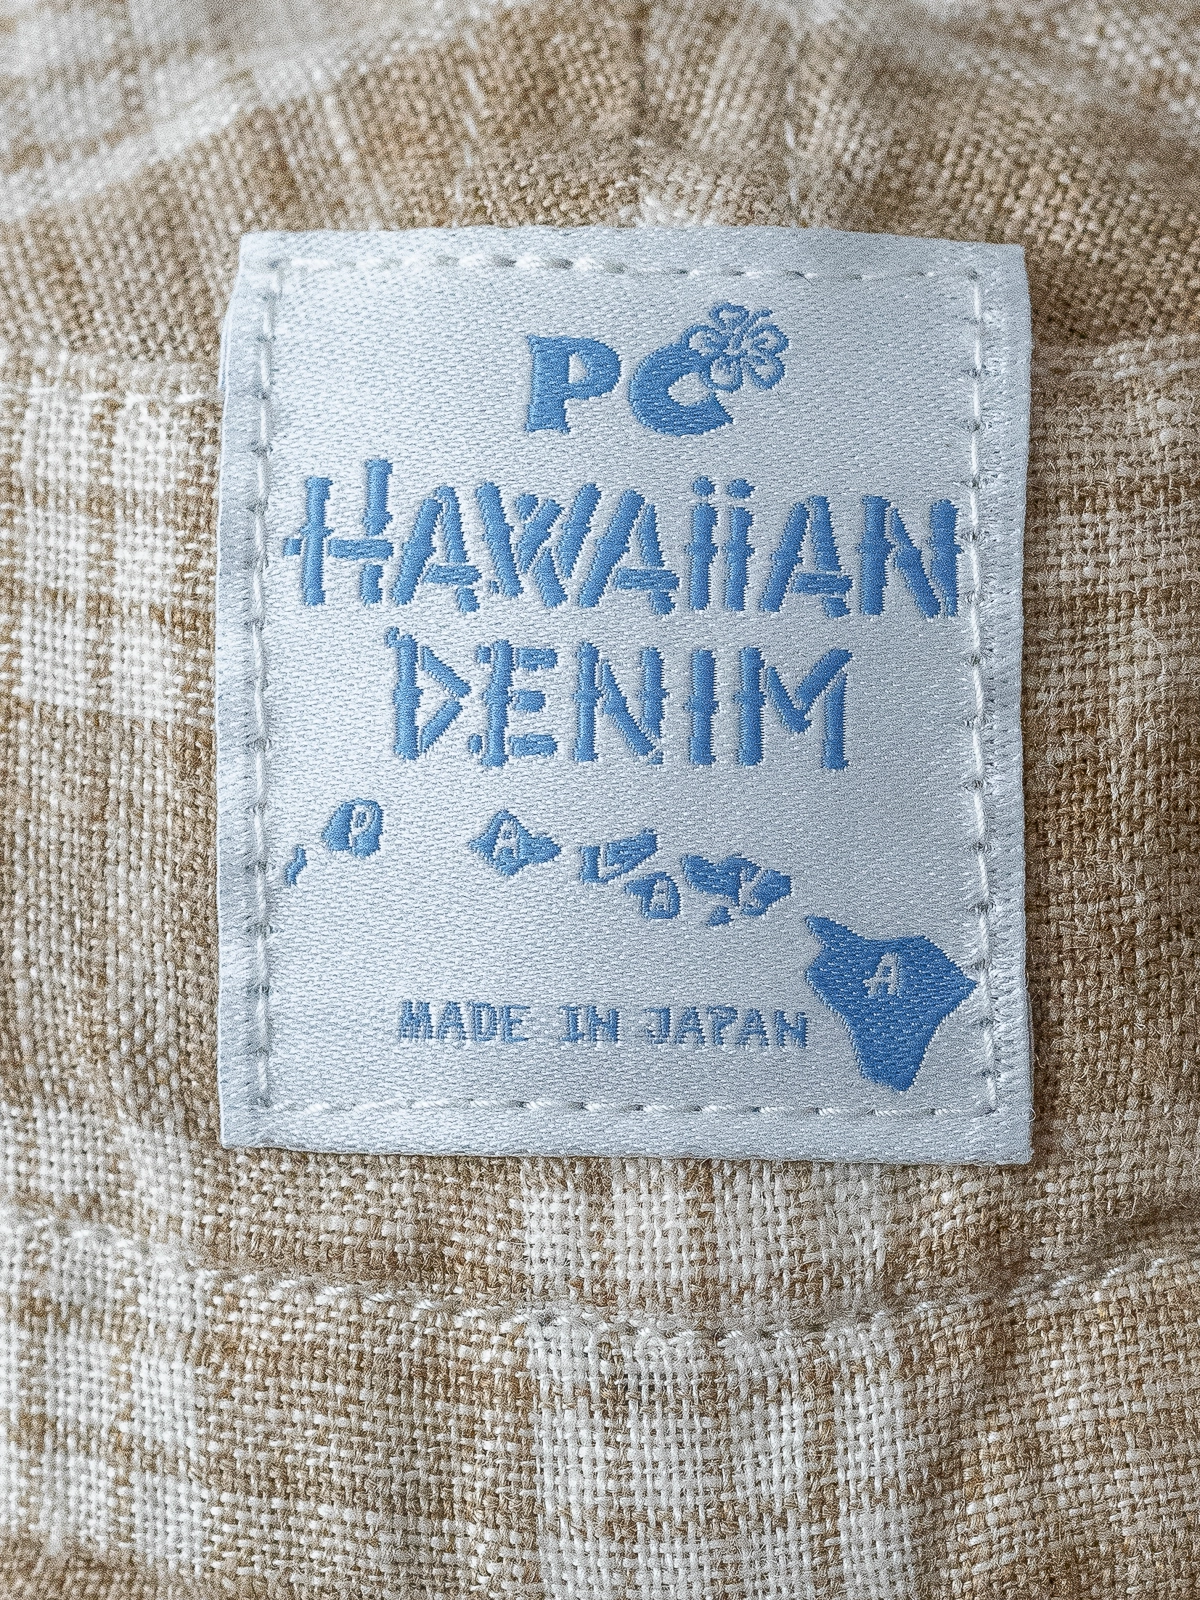 PC
HAWAiiAN
DENIM
P A L A K A
MADE IN JAPAN